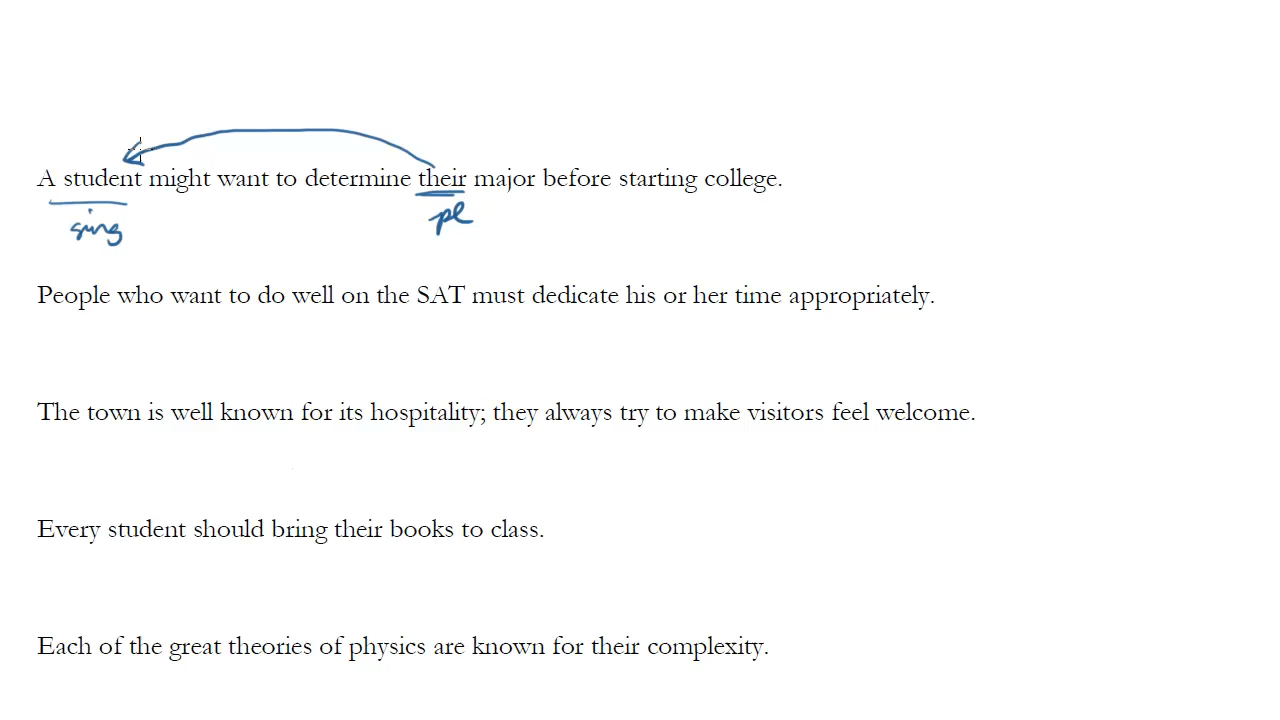 A student might want to determine their major before starting college.
sing pl
People who want to do well on the SAT must dedicate his or her time appropriately.
The town is well known for its hospitality; they always try to make visitors feel welcome.
Every student should bring their books to class.
Each of the great theories of physics are known for their complexity.